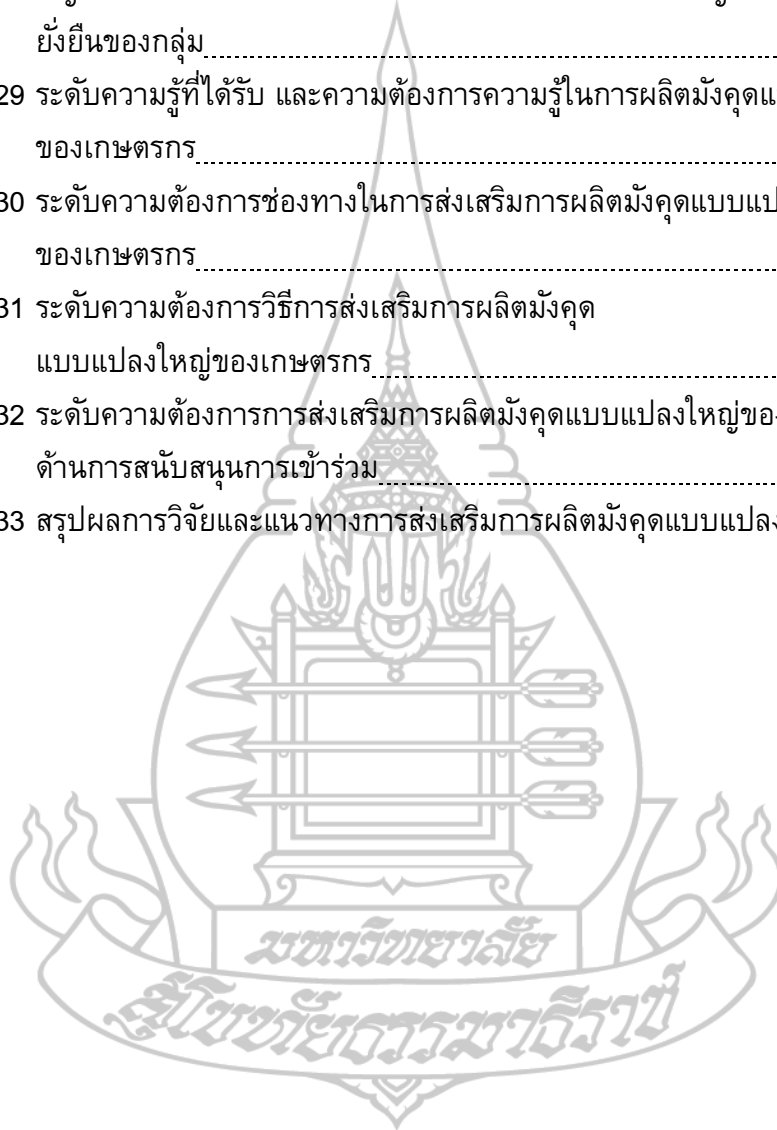 ยั่งยืนของกลุ่ม
29 ระดับความรู้ที่ได้รับ และความต้องการความรู้ในการผลิตมังคุดแ
ของเกษตรกร
30 ระดับความต้องการช่องทางในการส่งเสริมการผลิตมังคุดแบบแป
ของเกษตรกร
31 ระดับความต้องการวิธีการส่งเสริมการผลิตมังคุด
แบบแปลงใหญ่ของเกษตรกร
32 ระดับความต้องการการส่งเสริมการผลิตมังคุดแบบแปลงใหญ่ของ
ด้านการสนับสนุนการเข้าร่วม
33 สรุปผลการวิจัยและแนวทางการส่งเสริมการผลิตมังคุดแบบแปลง
มหาวิทยาลัย
สุโขทัยธรรมาธิราช